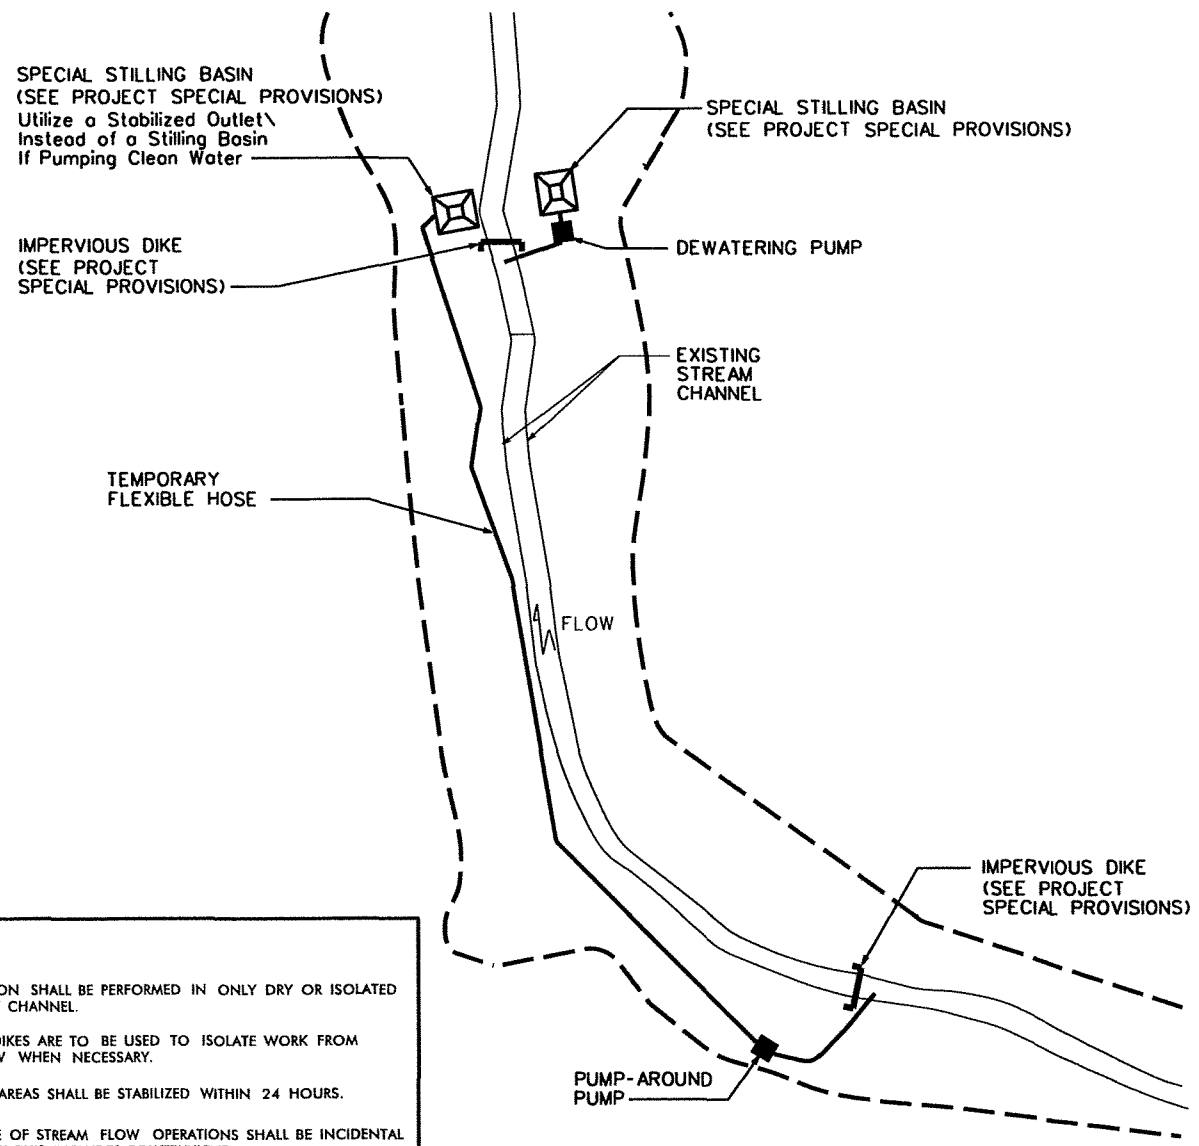 SPECIAL STILLING BASIN
(SEE PROJECT SPECIAL PROVISIONS)
Utilize a Stabilized Outlet\
Instead of a Stilling Basin
If Pumping Clean Water
SPECIAL STILLING BASIN
(SEE PROJECT SPECIAL PROVISIONS)
IMPERVIOUS DIKE
(SEE PROJECT
SPECIAL PROVISIONS)
DEWATERING PUMP
EXISTING
STREAM
CHANNEL
TEMPORARY
FLEXIBLE HOSE
FLOW
IMPERVIOUS DIKE
(SEE PROJECT
SPECIAL PROVISIONS)
PUMP-AROUND
PUMP
ON SHALL BE PERFORMED IN ONLY DRY OR ISOLATED
CHANNEL.
DIKES ARE TO BE USED TO ISOLATE WORK FROM
WHEN NECESSARY.
AREAS SHALL BE STABILIZED WITHIN 24 HOURS.
E OF STREAM FLOW OPERATIONS SHALL BE INCIDENTAL